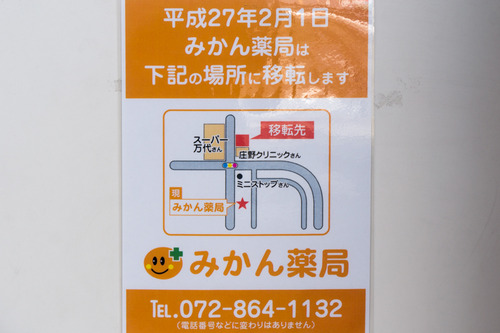 平成27年2月1日
みかん薬局は
下記の場所に移転します
移転先
スーパー
万代さん
庄野クリニックさん
ミニストップさん
現
みかん薬局
みかん薬局
TEL.072-864-1132
(電話番号などに変わりはありません)